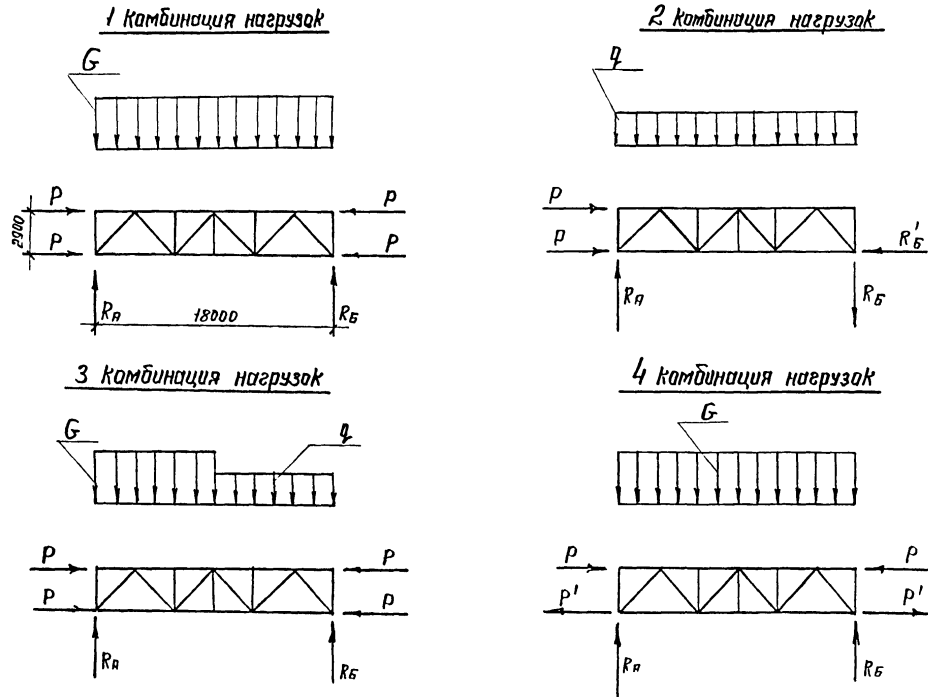 1 Комбинация нагрузок
G
P
P
P
P
2900
RА
18000
RБ
2 Комбинация нагрузок
q
P
P
R'Б
RА
RБ
3 Комбинация нагрузок
G
q
P
P
P
P
RА
RБ
4 Комбинация нагрузок
G
P
P
P'
P'
RА
RБ